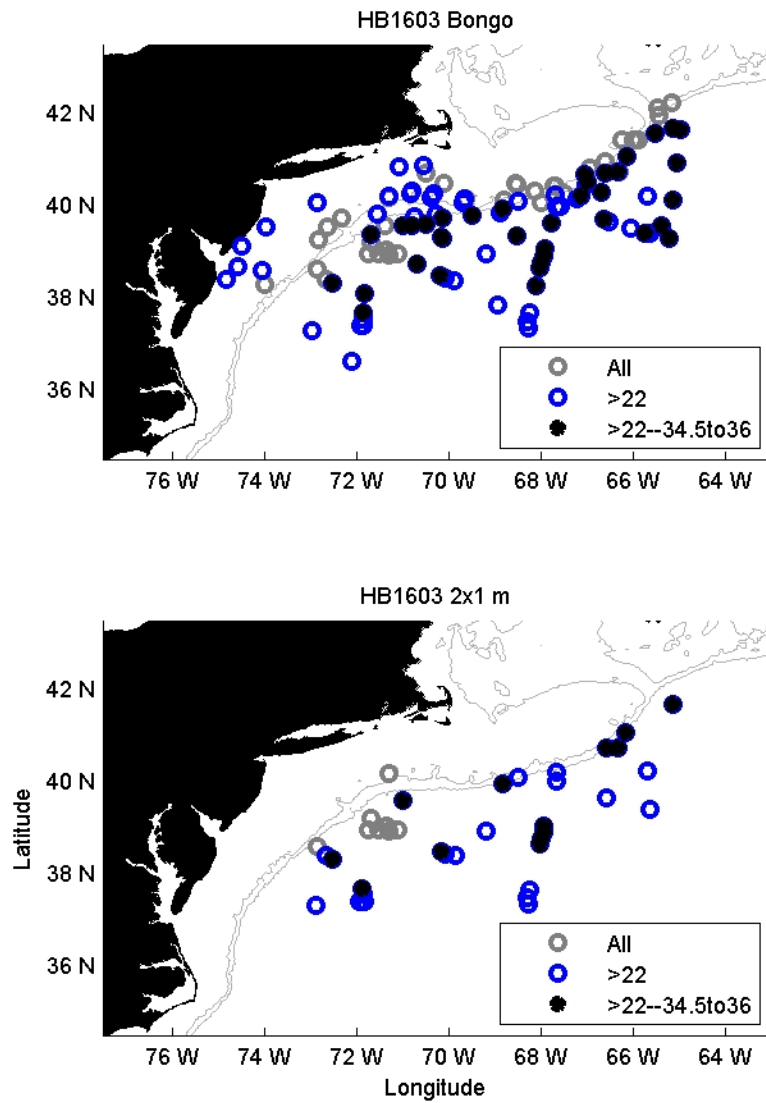 HB1603 Bongo
42 N
40 N
38 N
36 N
All
>22
>22--34.5to36
76 W 74 W 72 W 70 W 68 W 66 W 64 W
HB1603 2x1 m
42 N
40 N
38 N
36 N
Latitude
All
>22
>22--34.5to36
76 W 74 W 72 W 70 W 68 W 66 W 64 W
Longitude